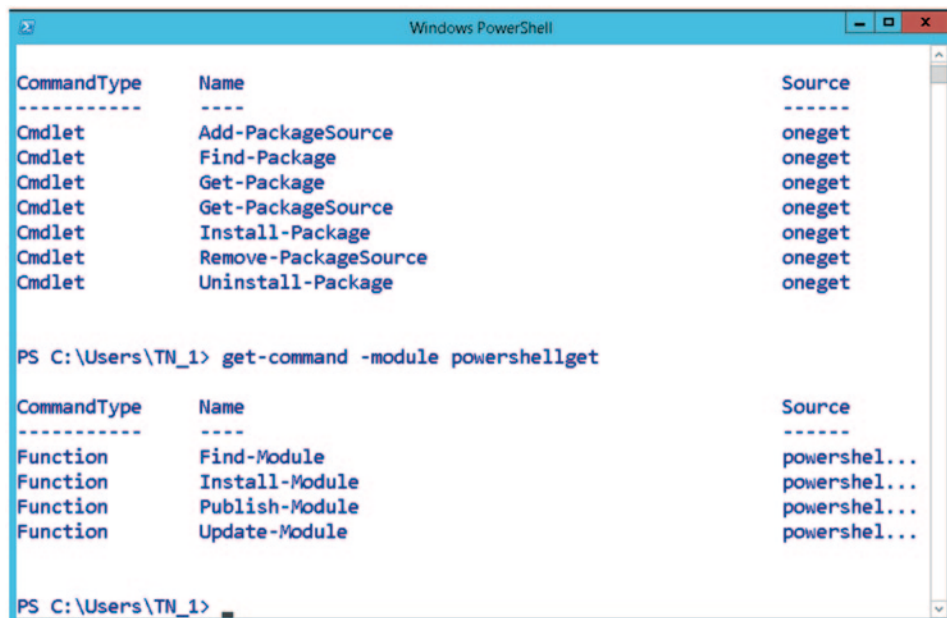 Windows PowerShell
CommandType Name Source
----------- ---- ------
Cmdlet Add-PackageSource oneget
Cmdlet Find-Package oneget
Cmdlet Get-Package oneget
Cmdlet Get-PackageSource oneget
Cmdlet Install-Package oneget
Cmdlet Remove-PackageSource oneget
Cmdlet Uninstall-Package oneget
PS C:\Users\TN_1> get-command -module powershellget
CommandType Name Source
----------- ---- ------
Function Find-Module powershel...
Function Install-Module powershel...
Function Publish-Module powershel...
Function Update-Module powershel...
PS C:\Users\TN_1> _